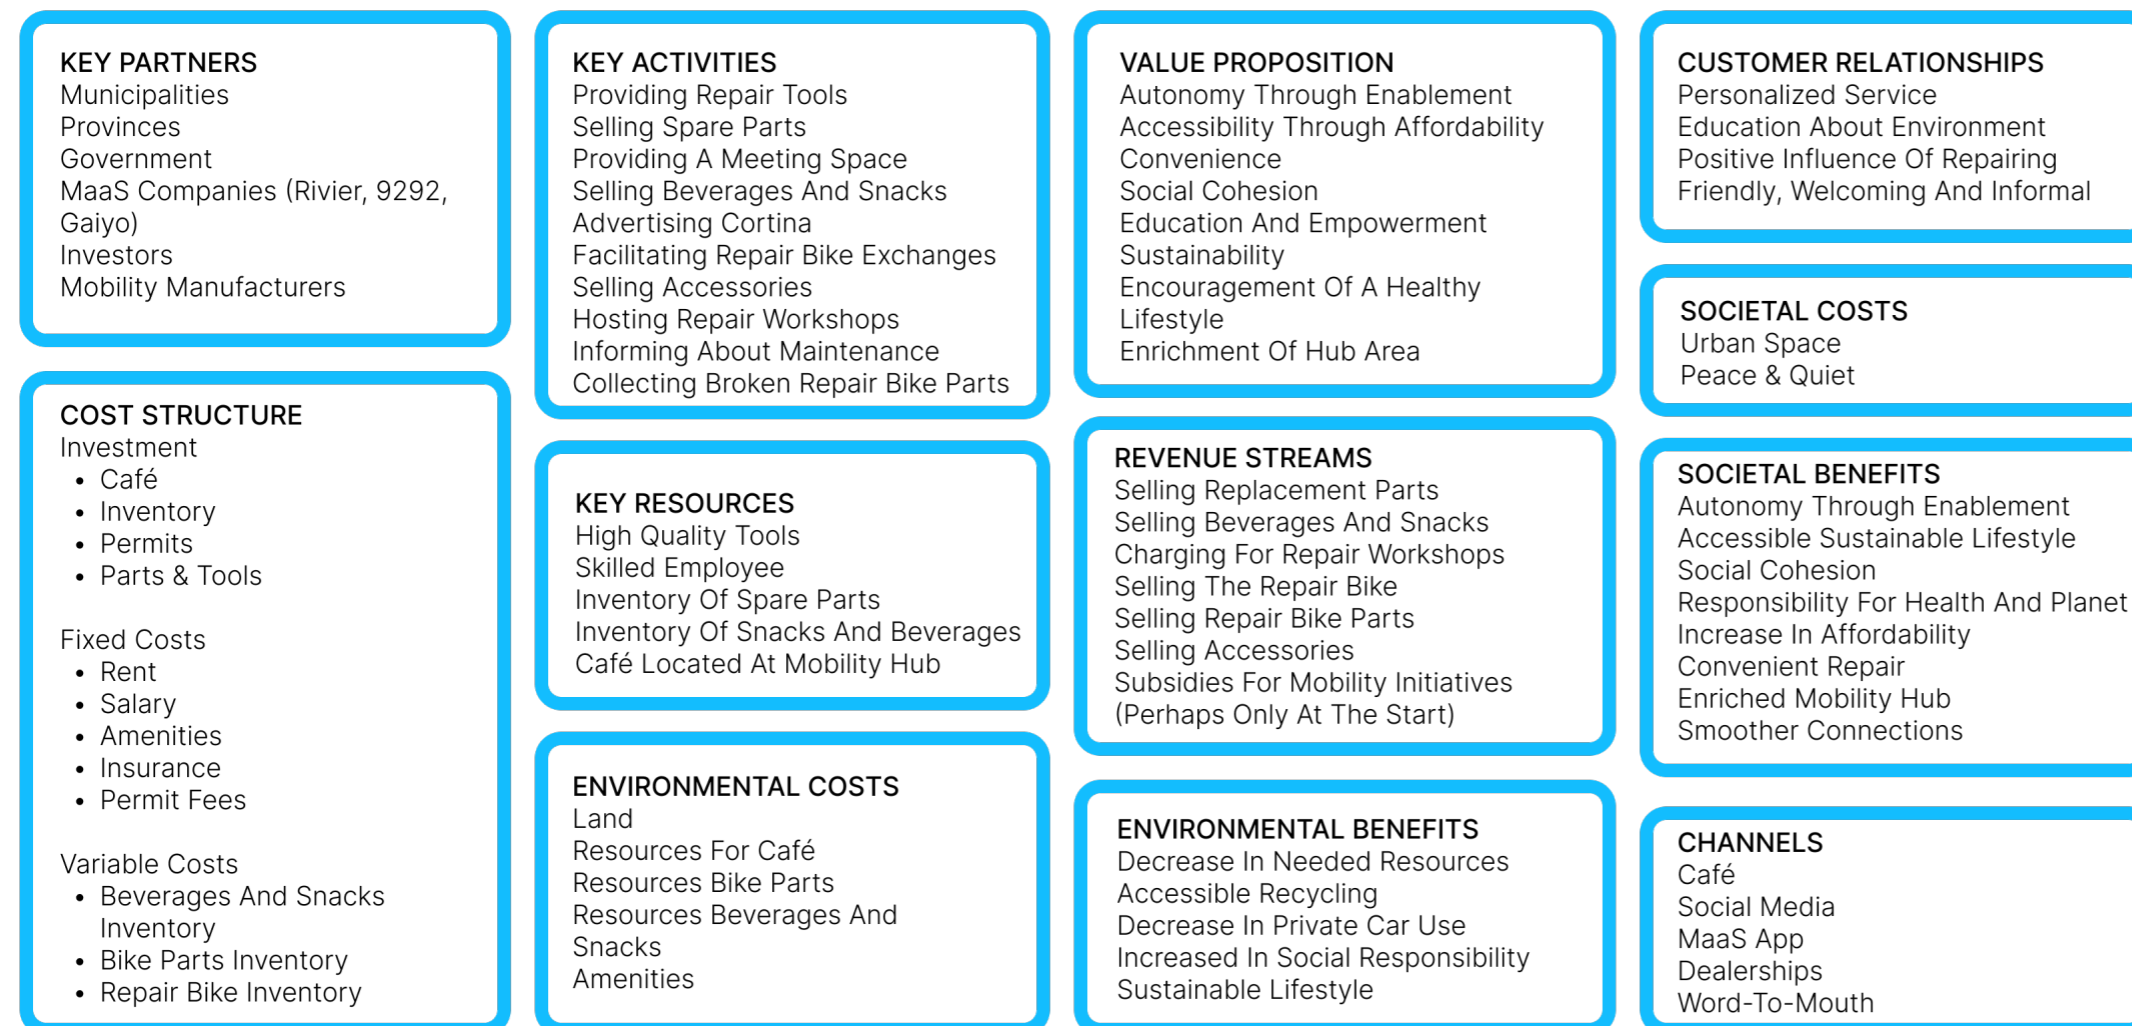 KEY PARTNERS
Municipalities
Provinces
Government
MaaS Companies (Rivier, 9292,
Gaiyo)
Investors
Mobility Manufacturers
COST STRUCTURE
Investment
• Café
• Inventory
• Permits
• Parts & Tools
Fixed Costs
• Rent
• Salary
• Amenities
• Insurance
• Permit Fees
Variable Costs
• Beverages And Snacks
Inventory
• Bike Parts Inventory
• Repair Bike Inventory
KEY ACTIVITIES
Providing Repair Tools
Selling Spare Parts
Providing A Meeting Space
Selling Beverages And Snacks
Advertising Cortina
Facilitating Repair Bike Exchanges
Selling Accessories
Hosting Repair Workshops
Informing About Maintenance
Collecting Broken Repair Bike Parts
KEY RESOURCES
High Quality Tools
Skilled Employee
Inventory Of Spare Parts
Inventory Of Snacks And Beverages
Café Located At Mobility Hub
ENVIRONMENTAL COSTS
Land
Resources For Café
Resources Bike Parts
Resources Beverages And
Snacks
Amenities
VALUE PROPOSITION
Autonomy Through Enablement
Accessibility Through Affordability
Convenience
Social Cohesion
Education And Empowerment
Sustainability
Encouragement Of A Healthy
Lifestyle
Enrichment Of Hub Area
REVENUE STREAMS
Selling Replacement Parts
Selling Beverages And Snacks
Charging For Repair Workshops
Selling The Repair Bike
Selling Repair Bike Parts
Selling Accessories
Subsidies For Mobility Initiatives
(Perhaps Only At The Start)
ENVIRONMENTAL BENEFITS
Decrease In Needed Resources
Accessible Recycling
Decrease In Private Car Use
Increased In Social Responsibility
Sustainable Lifestyle
CUSTOMER RELATIONSHIPS
Personalized Service
Education About Environment
Positive Influence Of Repairing
Friendly, Welcoming And Informal
SOCIETAL COSTS
Urban Space
Peace & Quiet
SOCIETAL BENEFITS
Autonomy Through Enablement
Accessible Sustainable Lifestyle
Social Cohesion
Responsibility For Health And Planet
Increase In Affordability
Convenient Repair
Enriched Mobility Hub
Smoother Connections
CHANNELS
Café
Social Media
MaaS App
Dealerships
Word-To-Mouth